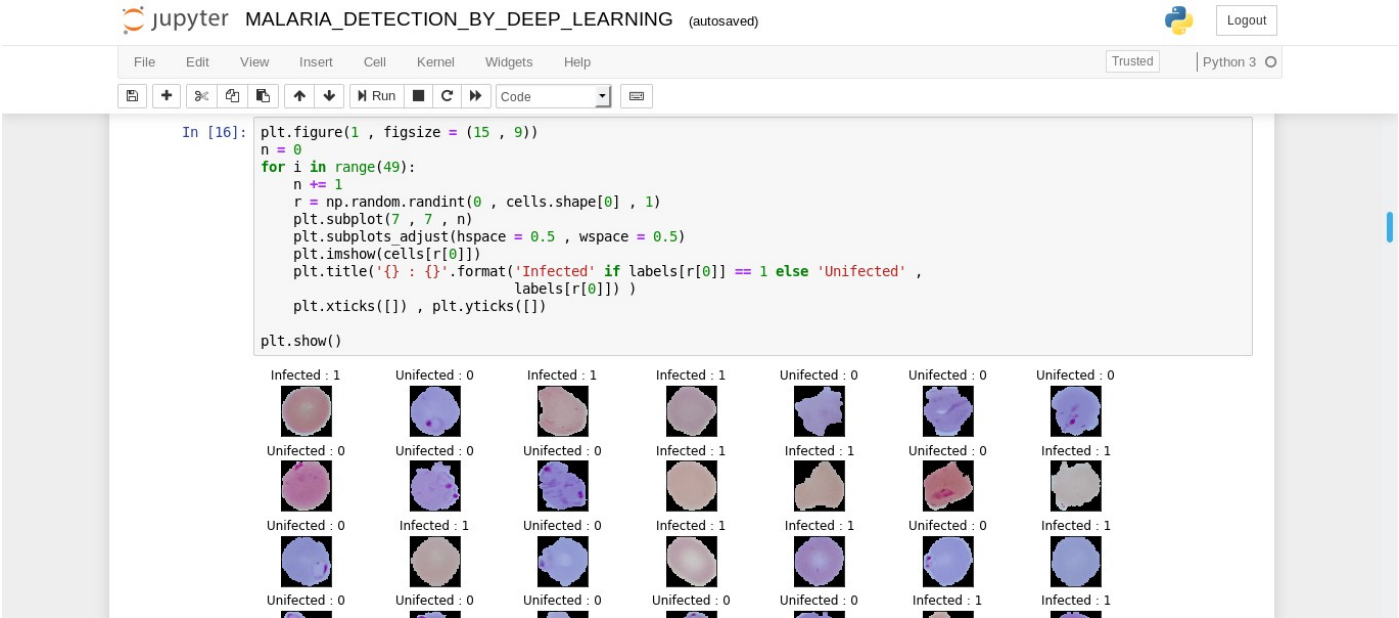 jupyter MALARIA_DETECTION_BY_DEEP_LEARNING (autosaved) Logout
File Edit View Insert Cell Kernel Widgets Help Trusted Python 3
Run Code
In [16]: plt.figure(1 , figsize = (15 , 9))
n = 0
for i in range(49):
    n += 1
    r = np.random.randint(0 , cells.shape[0] , 1)
    plt.subplot(7 , 7 , n)
    plt.subplots_adjust(hspace = 0.5 , wspace = 0.5)
    plt.imshow(cells[r[0]])
    plt.title('{} : {}'.format('Infected' if labels[r[0]] == 1 else 'Unifected' ,
                               labels[r[0]]) )
    plt.xticks([]) , plt.yticks([])
plt.show()
Infected : 1 Unifected : 0 Infected : 1 Infected : 1 Unifected : 0 Unifected : 0 Unifected : 0
Unifected : 0 Unifected : 0 Unifected : 0 Infected : 1 Infected : 1 Unifected : 0 Infected : 1
Unifected : 0 Infected : 1 Unifected : 0 Infected : 1 Infected : 1 Unifected : 0 Infected : 1
Unifected : 0 Unifected : 0 Unifected : 0 Unifected : 0 Unifected : 0 Infected : 1 Infected : 1